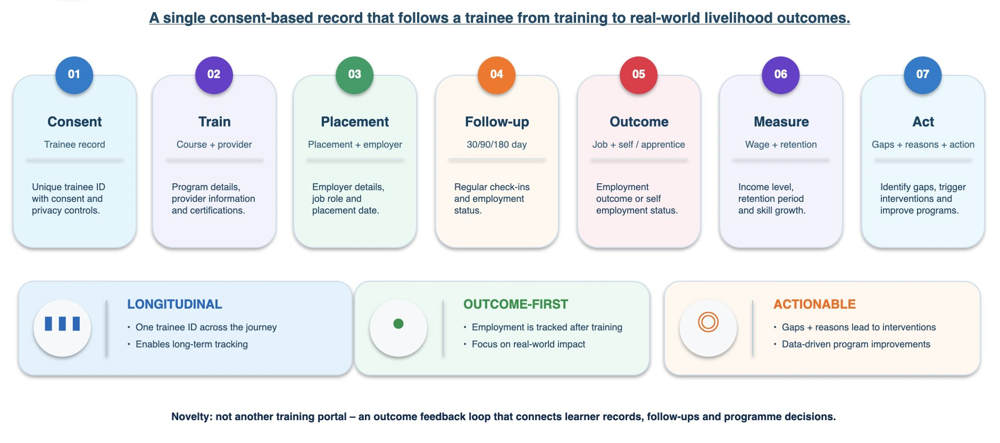 A single consent-based record that follows a trainee from training to real-world livelihood outcomes.
01
Consent
Trainee record
Unique trainee ID
with consent and
privacy controls.
02
Train
Course + provider
Program details,
provider information
and certifications.
03
Placement
Placement + employer
Employer details,
job role and
placement date.
04
Follow-up
30/90/180 day
Regular check-ins
and employment
status.
05
Outcome
Job + self / apprentice
Employment
outcome or self
employment status.
06
Measure
Wage + retention
Income level,
retention period
and skill growth.
07
Act
Gaps + reasons + action
Identify gaps, trigger
interventions and
improve programs.
LONGITUDINAL
• One trainee ID across the journey
• Enables long-term tracking
OUTCOME-FIRST
• Employment is tracked after training
• Focus on real-world impact
ACTIONABLE
• Gaps + reasons lead to interventions
• Data-driven program improvements
Novelty: not another training portal – an outcome feedback loop that connects learner records, follow-ups and programme decisions.